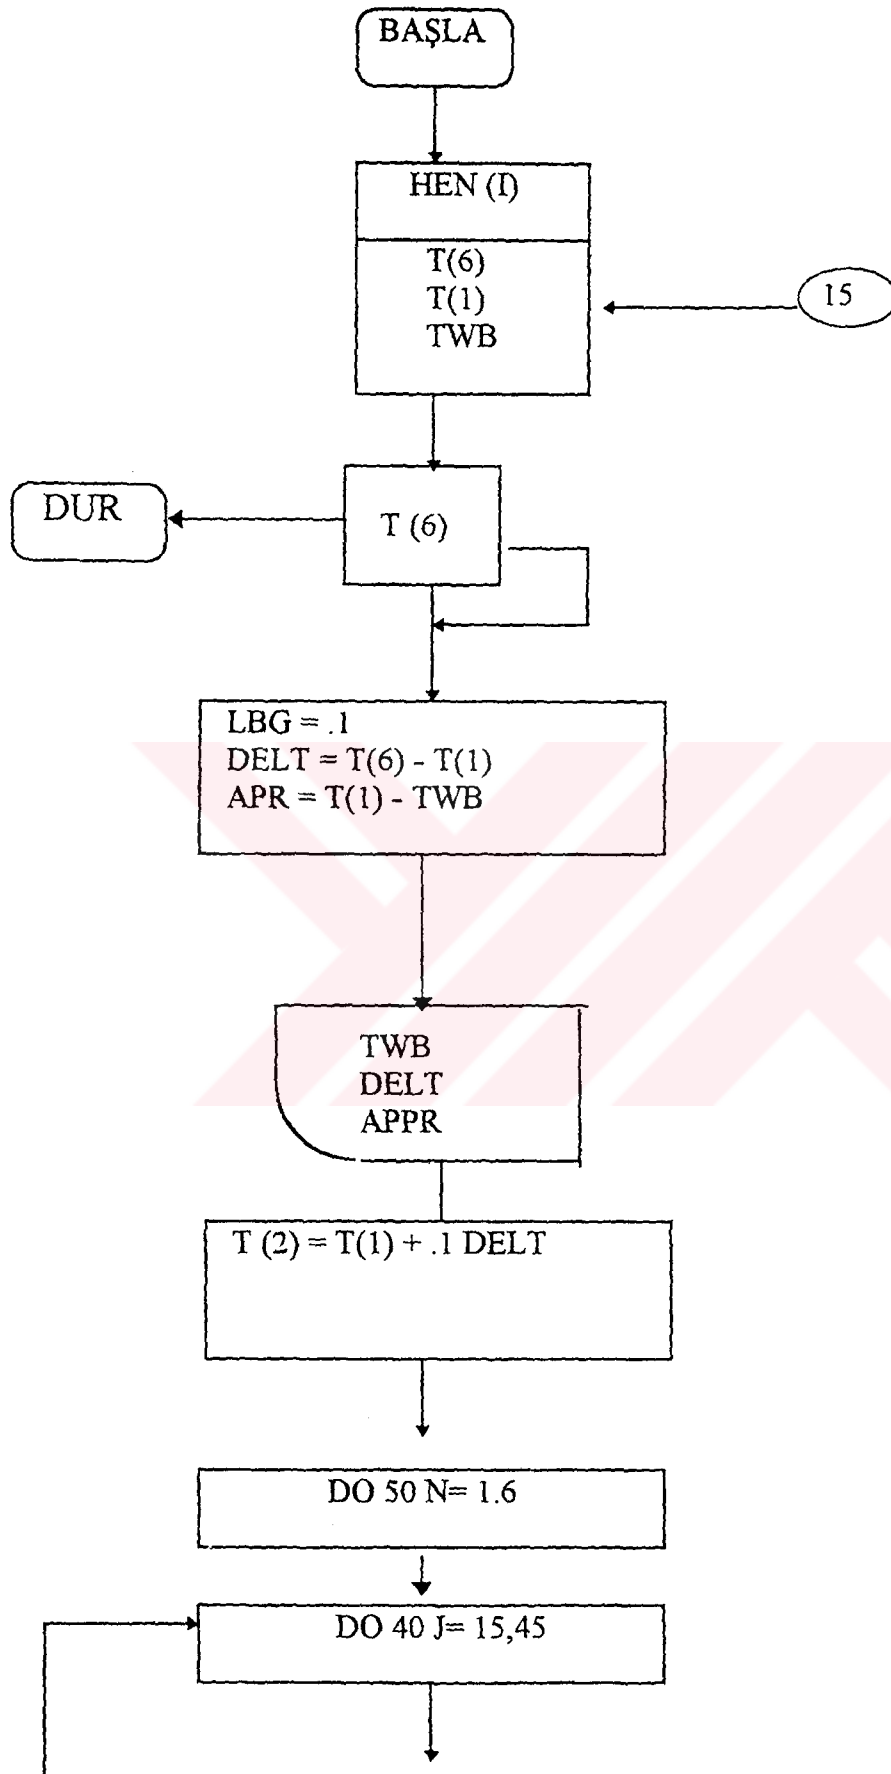 BAŞLA
HEN (I)
T(6)
T(1)
TWB
15
DUR
T (6)
LBG = .1
DELT = T(6) - T(1)
APR = T(1) - TWB
TWB
DELT
APPR
T (2) = T(1) + .1 DELT
DO 50 N= 1.6
DO 40 J= 15,45